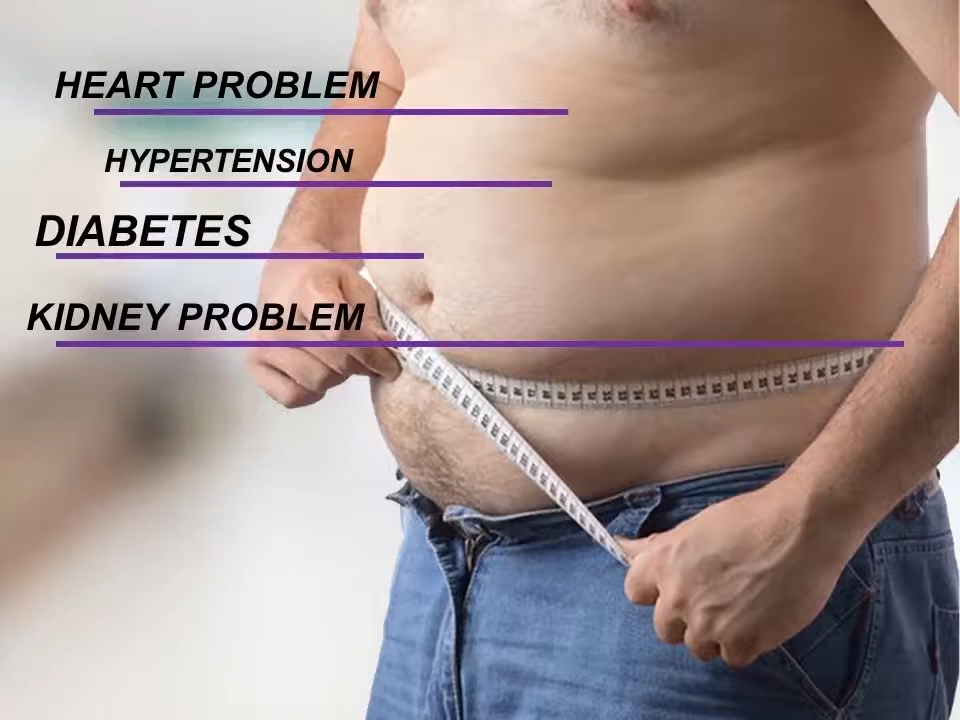 HEART PROBLEM
HYPERTENSION
DIABETES
KIDNEY PROBLEM